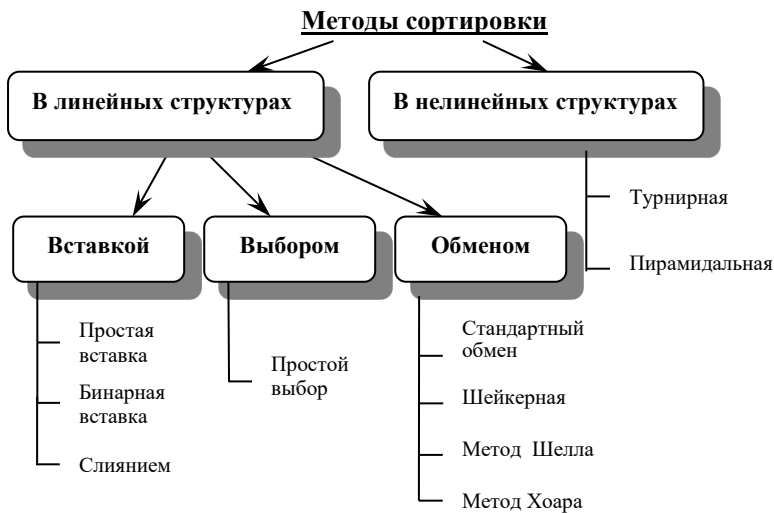 Методы сортировки
В линейных структурах
В нелинейных структурах
Турнирная
Пирамидальная
Вставкой
Выбором
Обменом
Простая
вставка
Бинарная
вставка
Слиянием
Простой
выбор
Стандартный
обмен
Шейкерная
Метод Шелла
Метод Хоара